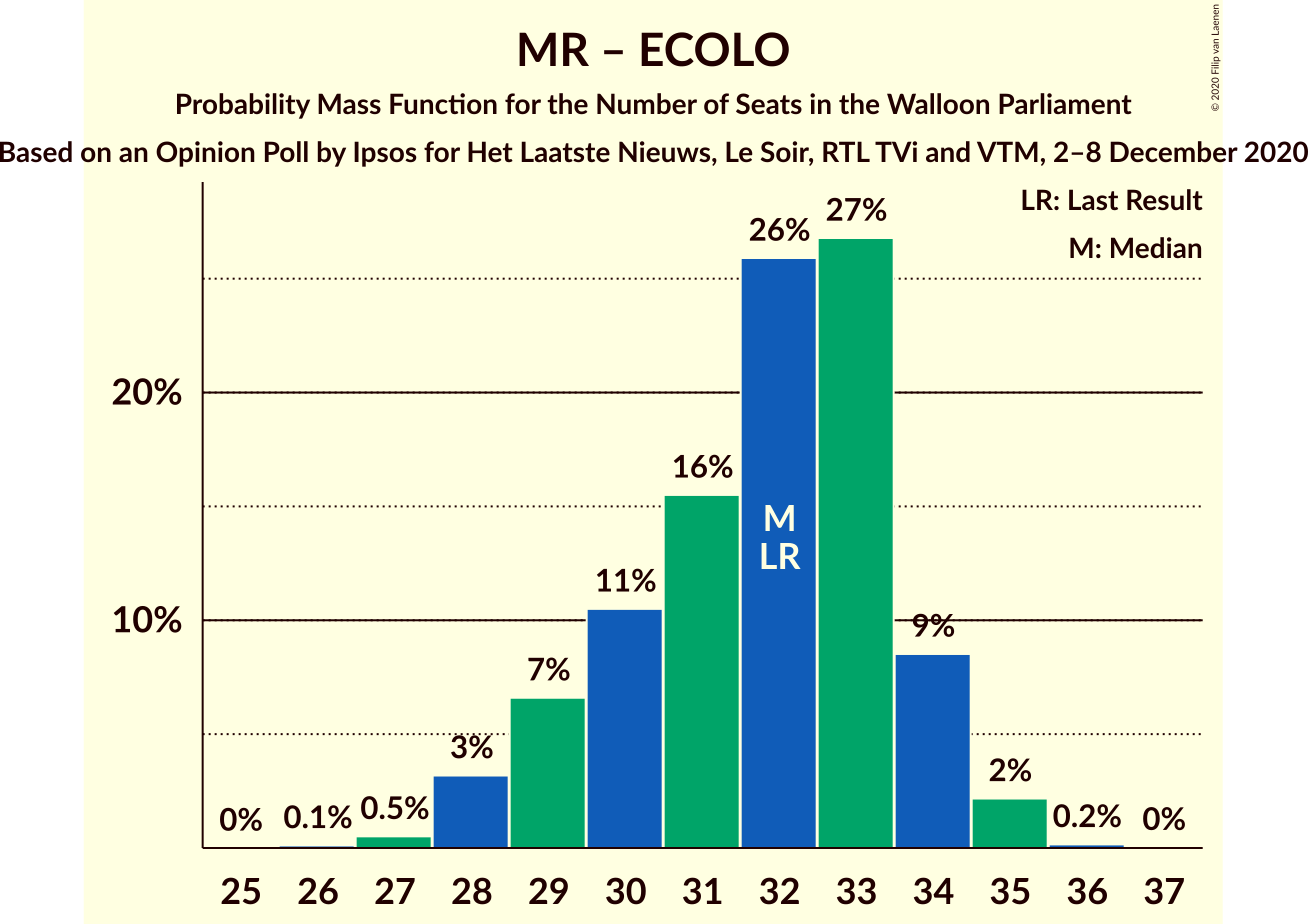 MR – ECOLO
Probability Mass Function for the Number of Seats in the Walloon Parliament
Based on an Opinion Poll by Ipsos for Het Laatste Nieuws, Le Soir, RTL TVi and VTM, 2–8 December 2020
© 2020 Filip van Laenen
LR: Last Result
M: Median
20%
10%
0%
0.1%
0.5%
3%
7%
11%
16%
26%
27%
9%
2%
0.2%
0%
M
LR
25 26 27 28 29 30 31 32 33 34 35 36 37